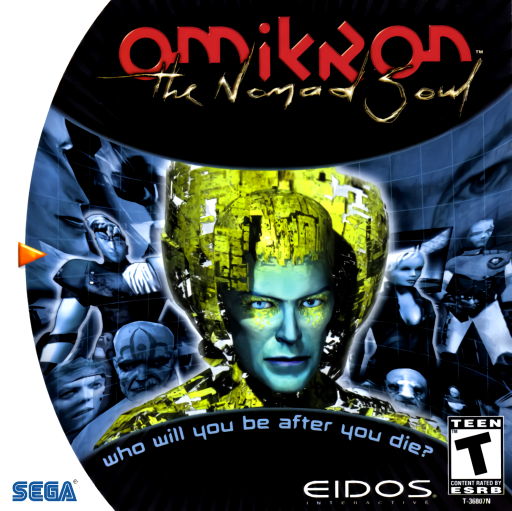 omikron™
the Nomad Soul
who will you be after you die?
TEEN
T
CONTENT RATED BY
ESRB
T-36807N
EIDOS
INTERACTIVE
SEGA